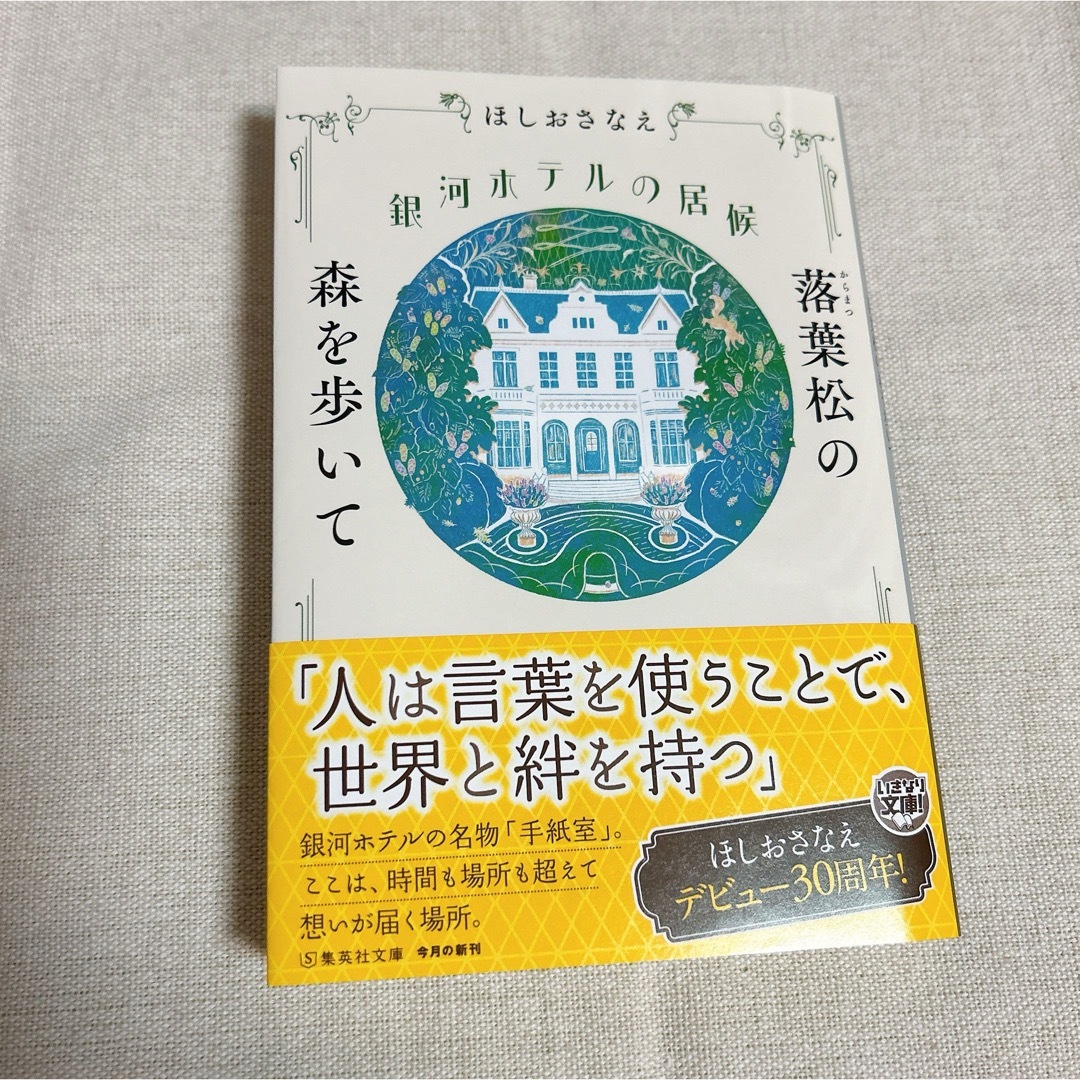 ほしおさなえ
銀河ホテルの居候
落葉松の
からまつ
森を歩いて
「人は言葉を使うことで、
世界と絆を持つ」
銀河ホテルの名物「手紙室」。
ここは、時間も場所も超えて
想いが届く場所。
S集英社文庫 今月の新刊
いきなり
文庫!
ほしおさなえ
デビュー30周年!